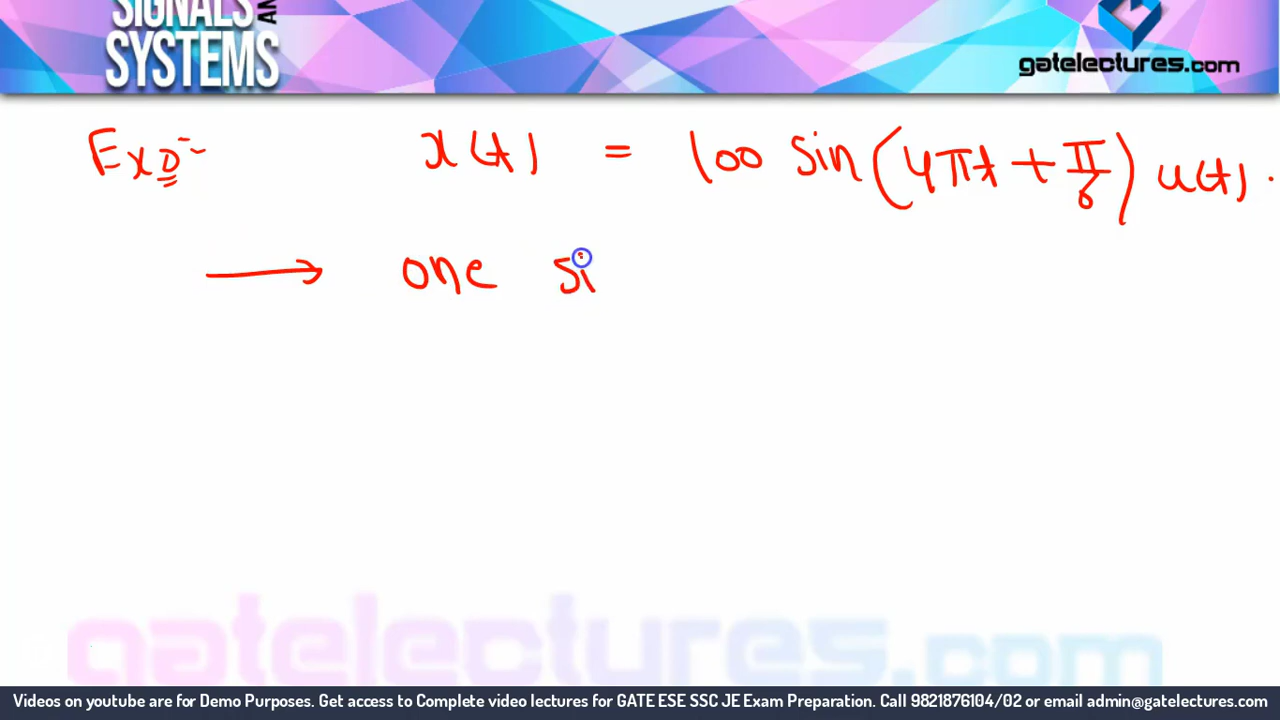 SIGNALS AND
SYSTEMS
gatelectures.com
Ex:- x(t) = 100 sin(4πt + π/6) u(t).
→ one si
gatelectures.com
Videos on youtube are for Demo Purposes. Get access to Complete video lectures for GATE ESE SSC JE Exam Preparation. Call 9821876104/02 or email admin@gatelectures.com